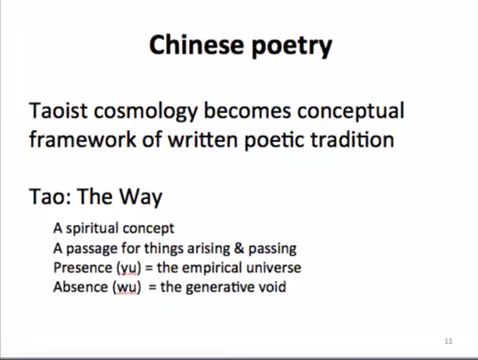 Chinese poetry
Taoist cosmology becomes conceptual
framework of written poetic tradition
Tao: The Way
A spiritual concept
A passage for things arising & passing
Presence (yu) = the empirical universe
Absence (wu) = the generative void
11